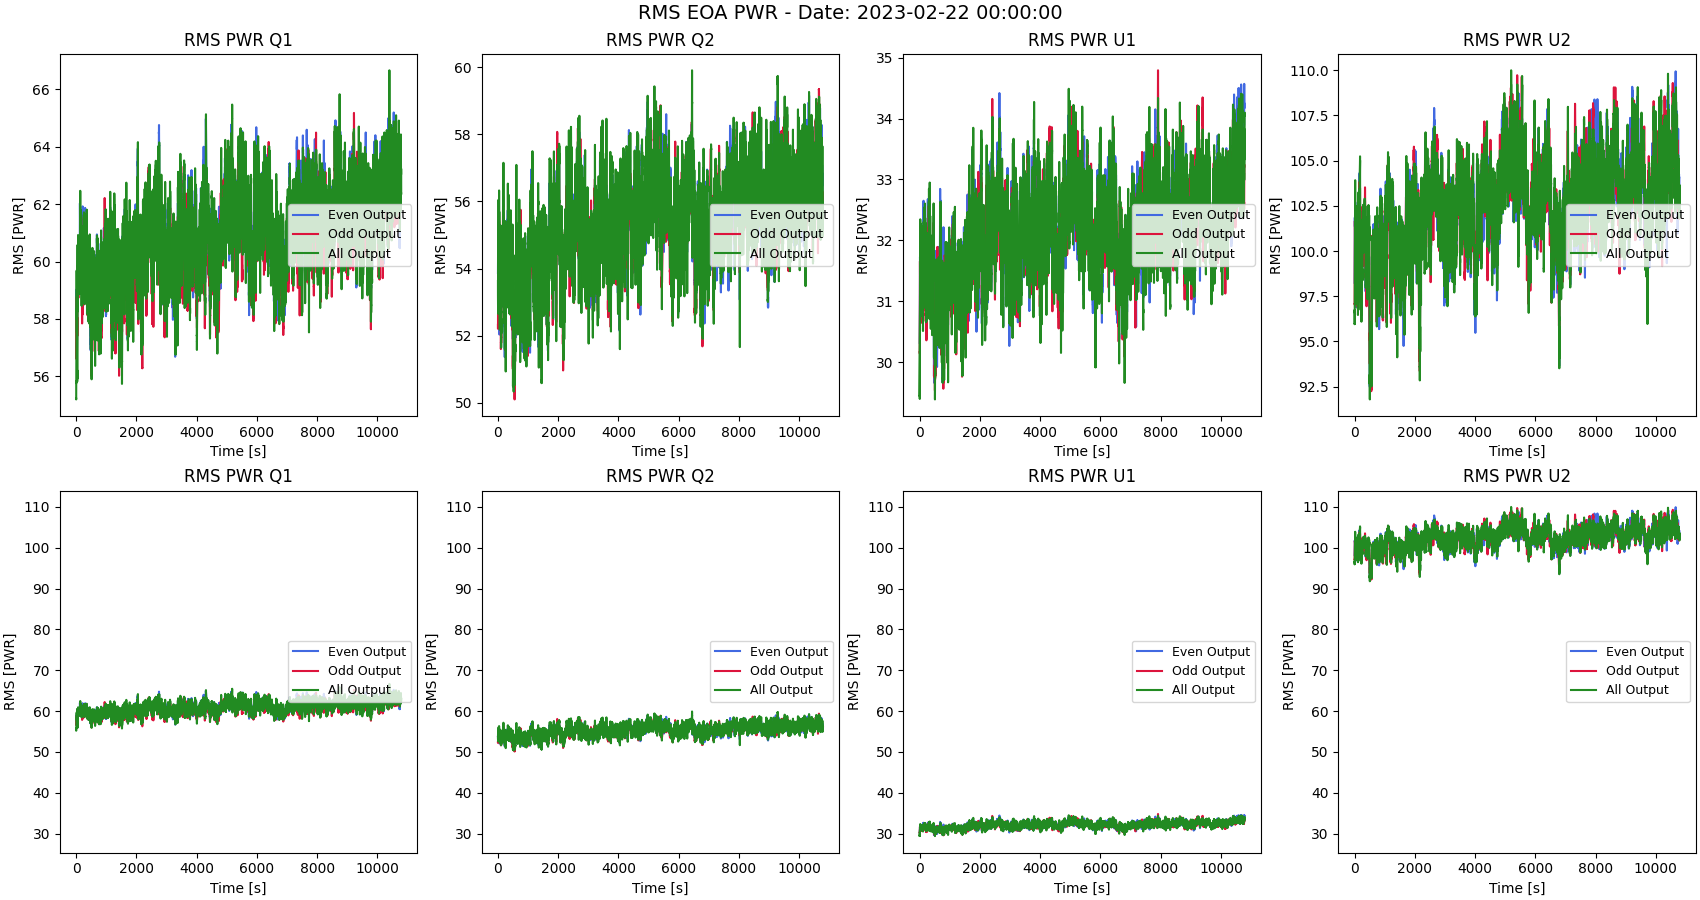 RMS EOA PWR - Date: 2023-02-22 00:00:00
RMS PWR Q1
RMS [PWR]
66
64
62
60
58
56
0 2000 4000 6000 8000 10000
Time [s]
Even Output
Odd Output
All Output
RMS PWR Q2
RMS [PWR]
60
58
56
54
52
50
0 2000 4000 6000 8000 10000
Time [s]
Even Output
Odd Output
All Output
RMS PWR U1
RMS [PWR]
35
34
33
32
31
30
0 2000 4000 6000 8000 10000
Time [s]
Even Output
Odd Output
All Output
RMS PWR U2
RMS [PWR]
110.0
107.5
105.0
102.5
100.0
97.5
95.0
92.5
0 2000 4000 6000 8000 10000
Time [s]
Even Output
Odd Output
All Output
RMS PWR Q1
RMS [PWR]
110
100
90
80
70
60
50
40
30
0 2000 4000 6000 8000 10000
Time [s]
Even Output
Odd Output
All Output
RMS PWR Q2
RMS [PWR]
110
100
90
80
70
60
50
40
30
0 2000 4000 6000 8000 10000
Time [s]
Even Output
Odd Output
All Output
RMS PWR U1
RMS [PWR]
110
100
90
80
70
60
50
40
30
0 2000 4000 6000 8000 10000
Time [s]
Even Output
Odd Output
All Output
RMS PWR U2
RMS [PWR]
110
100
90
80
70
60
50
40
30
0 2000 4000 6000 8000 10000
Time [s]
Even Output
Odd Output
All Output